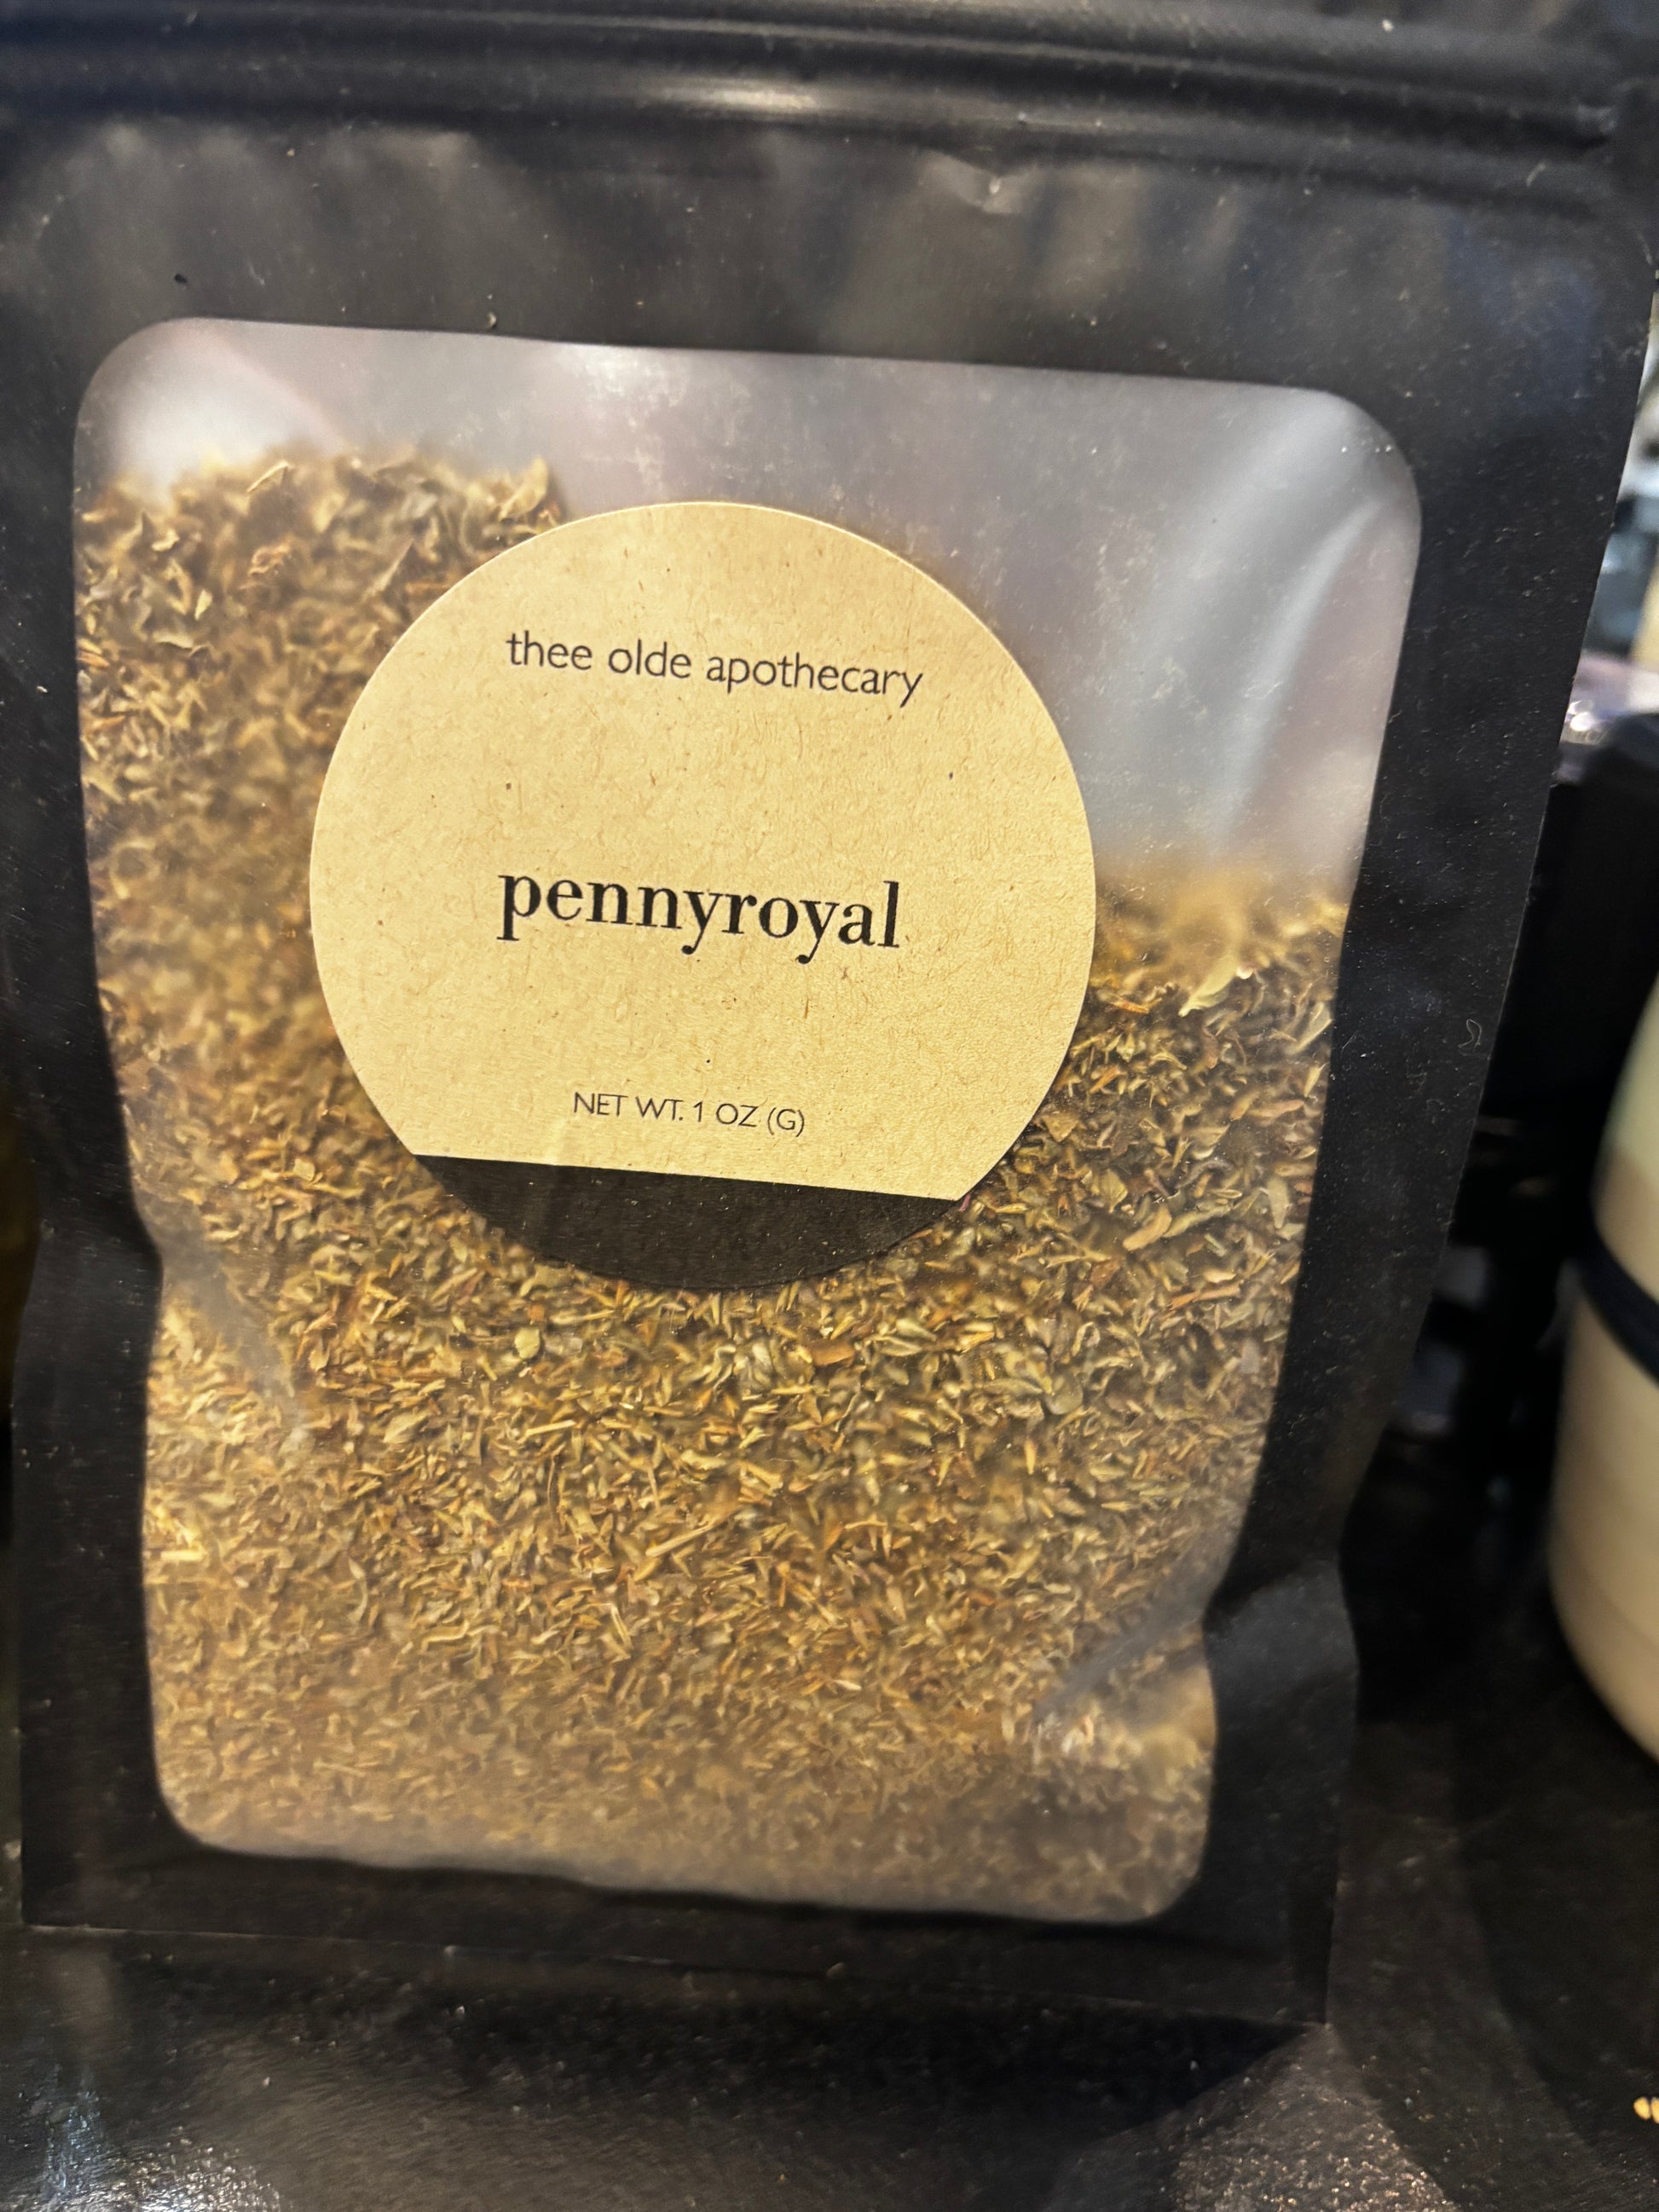 thee olde apothecary
pennyroyal
NET WT. 1 OZ (G)